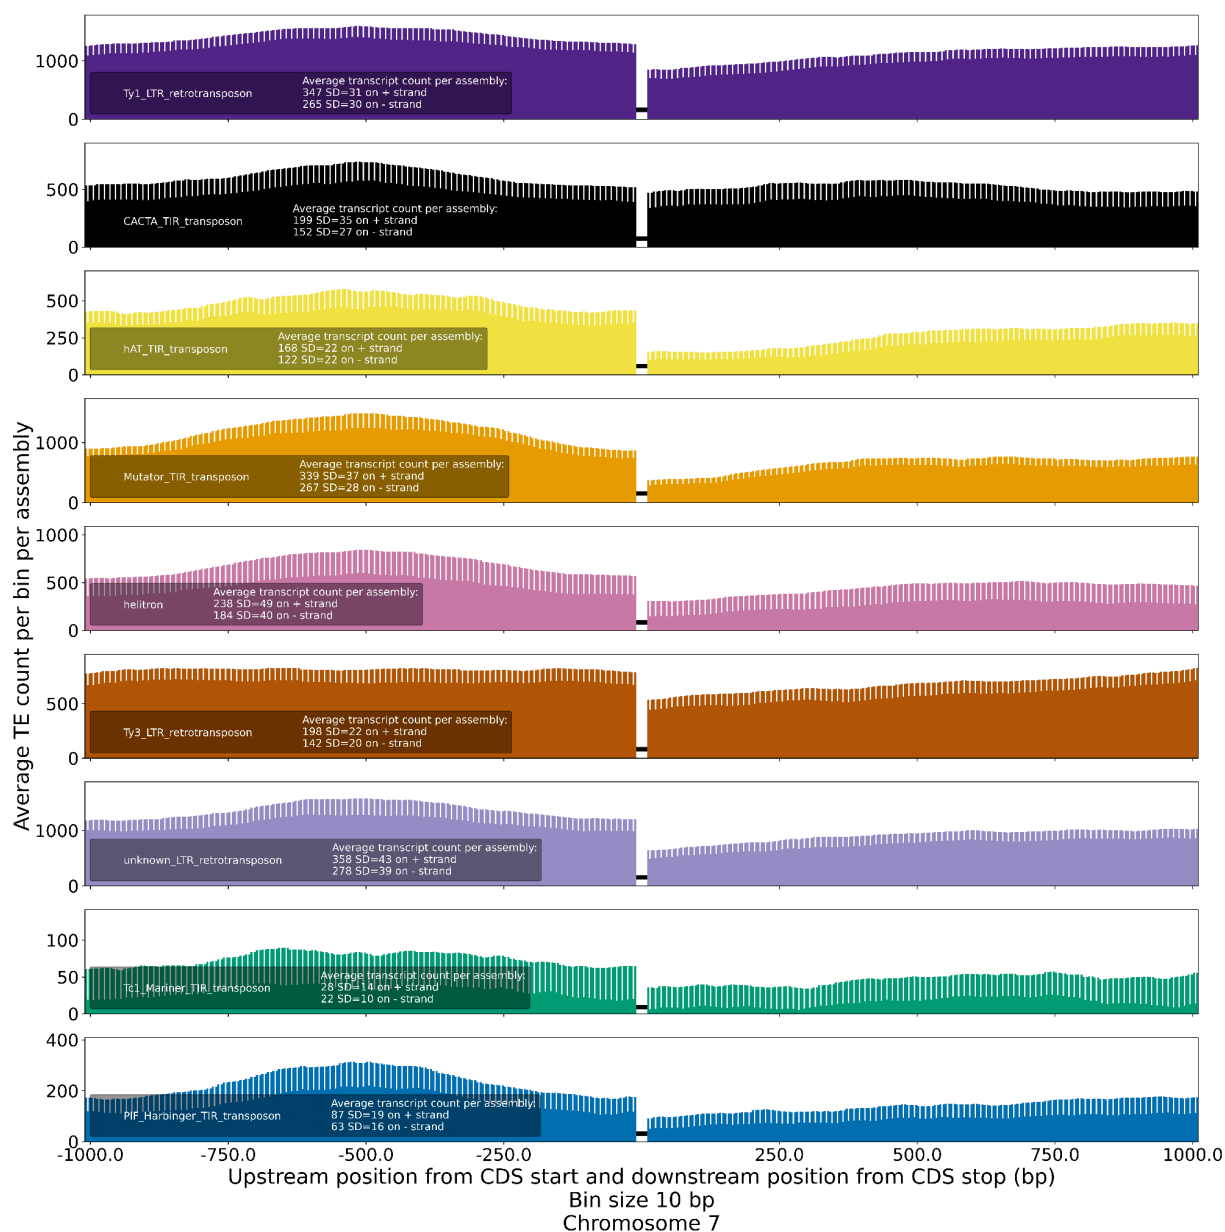 Average TE count per bin per assembly
1000
0
Ty1_LTR_retrotransposon
Average transcript count per assembly:
347 SD=31 on + strand
265 SD=30 on - strand
500
0
CACTA_TIR_transposon
Average transcript count per assembly:
199 SD=35 on + strand
152 SD=27 on - strand
500
250
0
hAT_TIR_transposon
Average transcript count per assembly:
168 SD=22 on + strand
122 SD=22 on - strand
1000
0
Mutator_TIR_transposon
Average transcript count per assembly:
339 SD=37 on + strand
267 SD=28 on - strand
1000
500
0
helitron
Average transcript count per assembly:
238 SD=49 on + strand
184 SD=40 on - strand
500
0
Ty3_LTR_retrotransposon
Average transcript count per assembly:
198 SD=22 on + strand
142 SD=20 on - strand
1000
0
unknown_LTR_retrotransposon
Average transcript count per assembly:
358 SD=43 on + strand
278 SD=39 on - strand
100
50
0
Tc1_Mariner_TIR_transposon
Average transcript count per assembly:
28 SD=14 on + strand
22 SD=10 on - strand
400
200
0
PIF_Harbinger_TIR_transposon
Average transcript count per assembly:
87 SD=19 on + strand
63 SD=16 on - strand
-1000.0 -750.0 -500.0 -250.0 250.0 500.0 750.0 1000.0
Upstream position from CDS start and downstream position from CDS stop (bp)
Bin size 10 bp
Chromosome 7